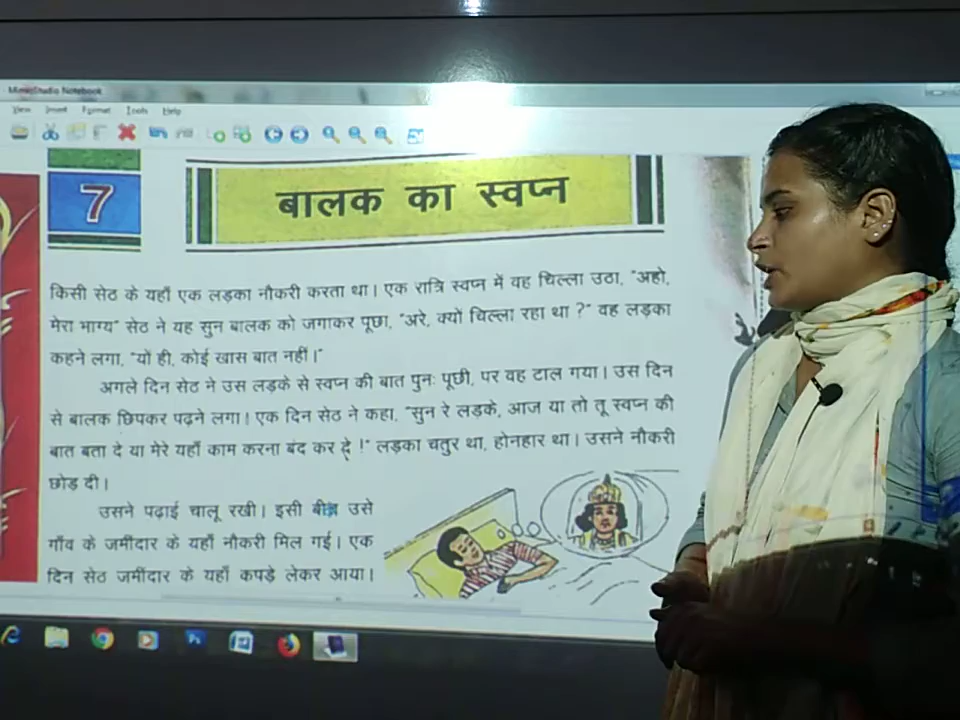 MimioStudio Notebook
View Insert Format Tools Help
7
बालक का स्वप्न
किसी सेठ के यहाँ एक लड़का नौकरी करता था। एक रात्रि स्वप्न में वह चिल्ला उठा, "अहो,
मेरा भाग्य" सेठ ने यह सुन बालक को जगाकर पूछा, "अरे, क्यों चिल्ला रहा था ?" वह लड़का
कहने लगा, "यों ही, कोई खास बात नहीं।"
अगले दिन सेठ ने उस लड़के से स्वप्न की बात पुनः पूछी, पर वह टाल गया। उस दिन
से बालक छिपकर पढ़ने लगा। एक दिन सेठ ने कहा, "सुन रे लड़के, आज या तो तू स्वप्न की
बात बता दे या मेरे यहाँ काम करना बंद कर दे !" लड़का चतुर था, होनहार था। उसने नौकरी
छोड़ दी।
उसने पढ़ाई चालू रखी। इसी बीच उसे
गाँव के जमींदार के यहाँ नौकरी मिल गई। एक
दिन सेठ जमींदार के यहाँ कपड़े लेकर आया।
Ps